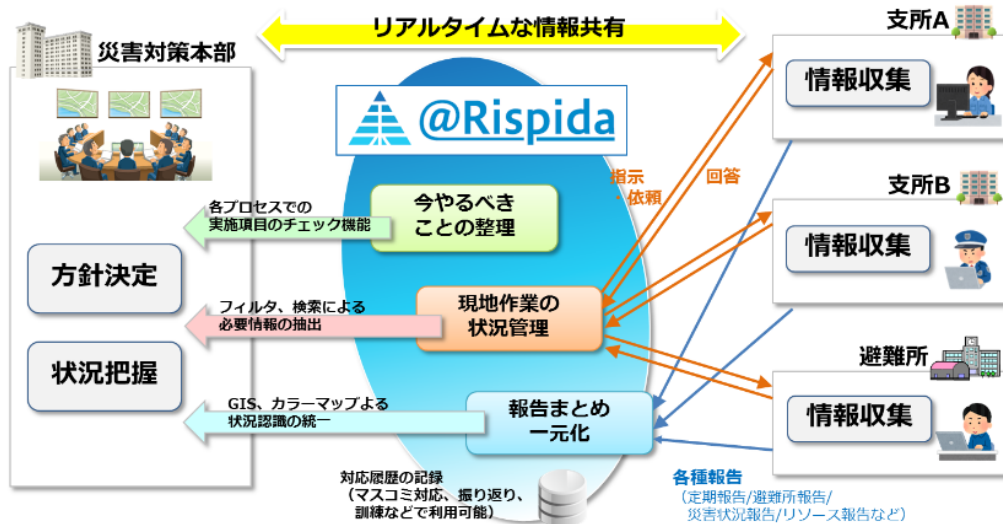 リアルタイムな情報共有
災害対策本部
方針決定
状況把握
@Rispida
各プロセスでの
実施項目のチェック機能
今やるべき
ことの整理
フィルタ、検索による
必要情報の抽出
現地作業の
状況管理
GIS、カラーマップよる
状況認識の統一
報告まとめ
一元化
対応履歴の記録
（マスコミ対応、振り返り、
訓練などで利用可能）
指示
・依頼
回答
支所A
情報収集
支所B
情報収集
避難所
情報収集
各種報告
（定期報告/避難所報告/
災害状況報告/リソース報告など）